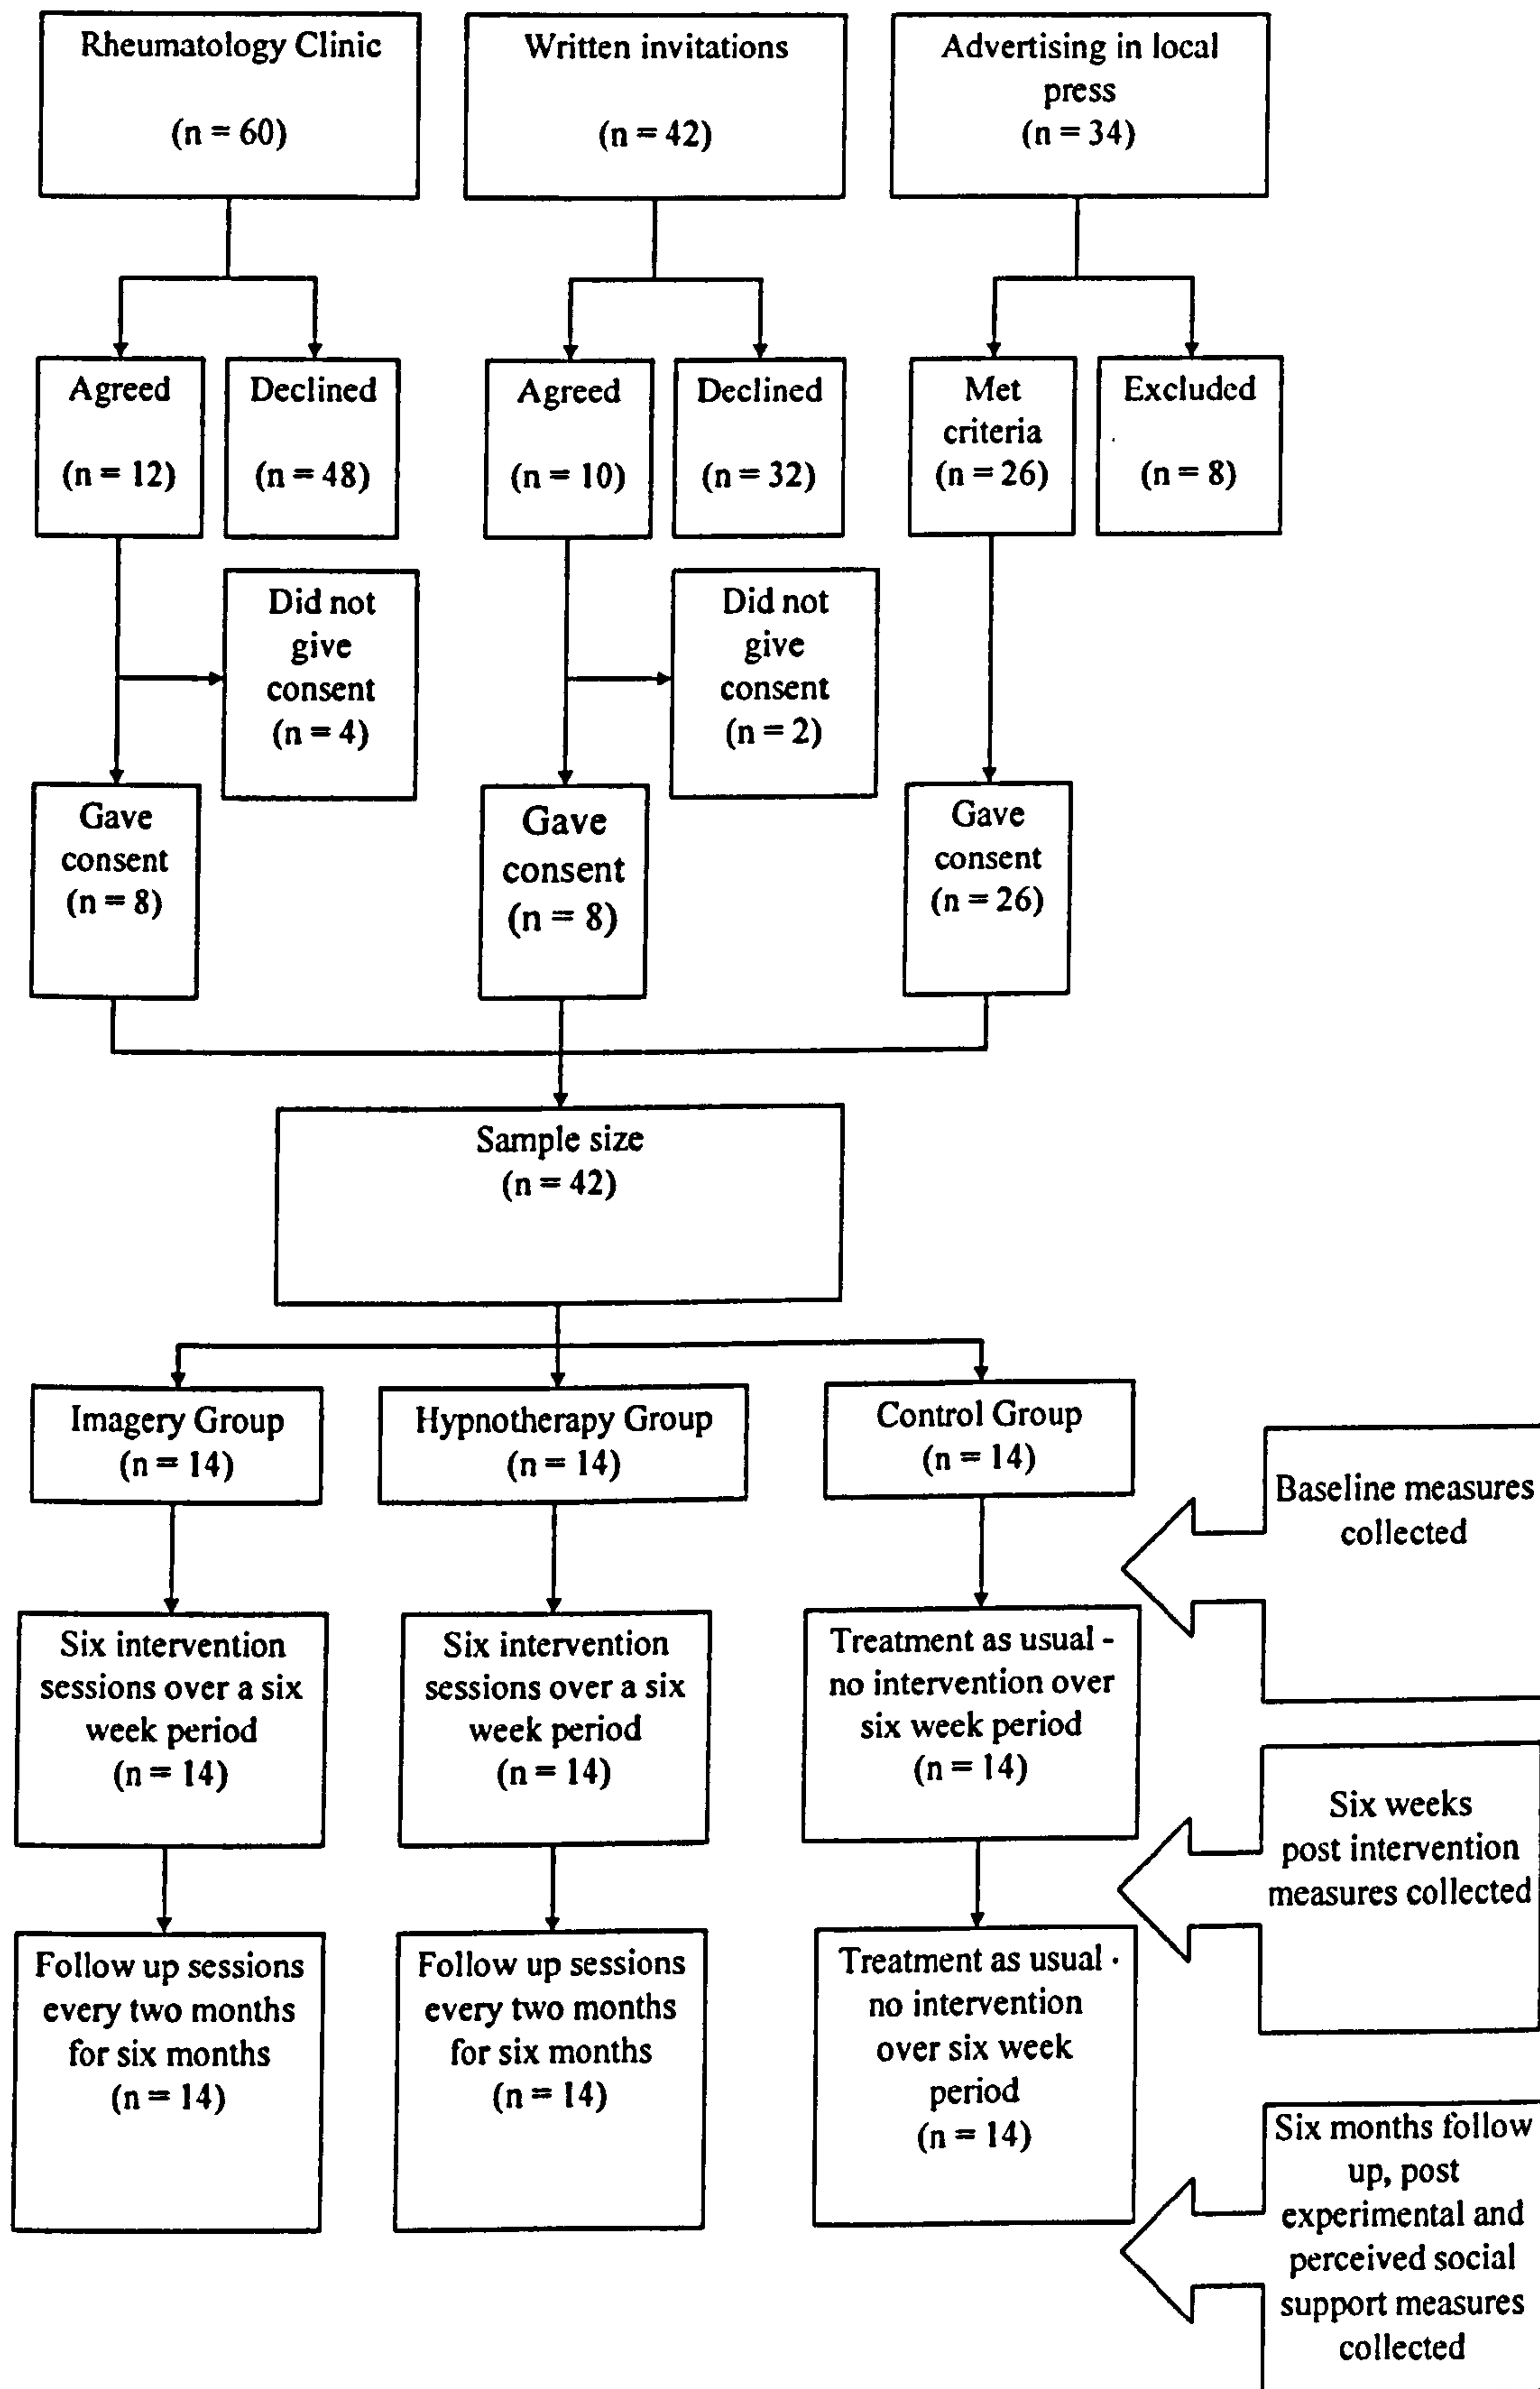 Rheumatology Clinic
(n = 60)
Written invitations
(n = 42)
Advertising in local
press
(n = 34)
Agreed
(n = 12)
Declined
(n = 48)
Agreed
(n = 10)
Declined
(n = 32)
Met
criteria
(n = 26)
Excluded
(n = 8)
Did not
give
consent
(n = 4)
Did not
give
consent
(n = 2)
Gave
consent
(n = 8)
Gave
consent
(n = 8)
Gave
consent
(n = 26)
Sample size
(n = 42)
Imagery Group
(n = 14)
Hypnotherapy Group
(n = 14)
Control Group
(n = 14)
Baseline measures
collected
Six intervention
sessions over a six
week period
(n = 14)
Six intervention
sessions over a six
week period
(n = 14)
Treatment as usual -
no intervention over
six week period
(n = 14)
Six weeks
post intervention
measures collected
Follow up sessions
every two months
for six months
(n = 14)
Follow up sessions
every two months
for six months
(n = 14)
Treatment as usual -
no intervention
over six week
period
(n = 14)
Six months follow
up, post
experimental and
perceived social
support measures
collected